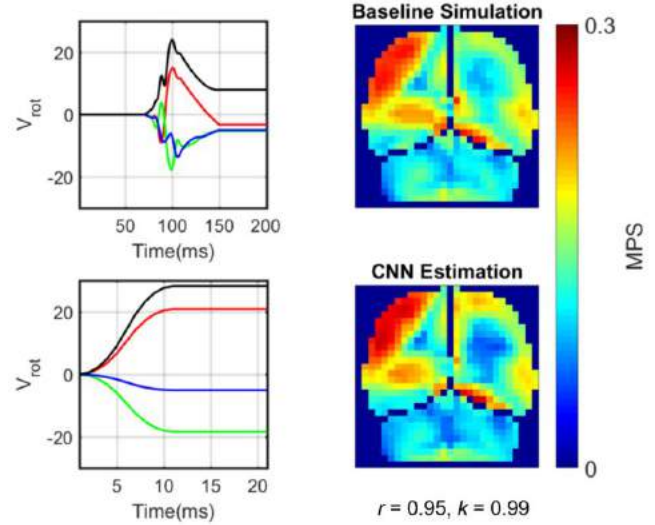 Baseline Simulation
0.3
20
0
-20
V_rot
50 100 150 200
Time(ms)
MPS
CNN Estimation
20
0
-20
V_rot
5 10 15 20
Time(ms)
0
r = 0.95, k = 0.99